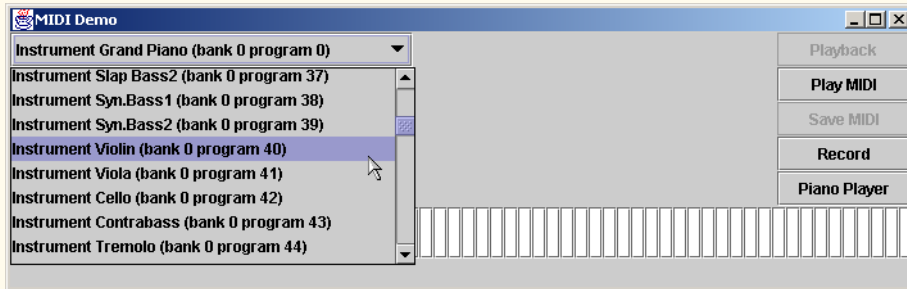 MIDI Demo
Instrument Grand Piano (bank 0 program 0)
Instrument Slap Bass2 (bank 0 program 37)
Instrument Syn.Bass1 (bank 0 program 38)
Instrument Syn.Bass2 (bank 0 program 39)
Instrument Violin (bank 0 program 40)
Instrument Viola (bank 0 program 41)
Instrument Cello (bank 0 program 42)
Instrument Contrabass (bank 0 program 43)
Instrument Tremolo (bank 0 program 44)
Playback
Play MIDI
Save MIDI
Record
Piano Player